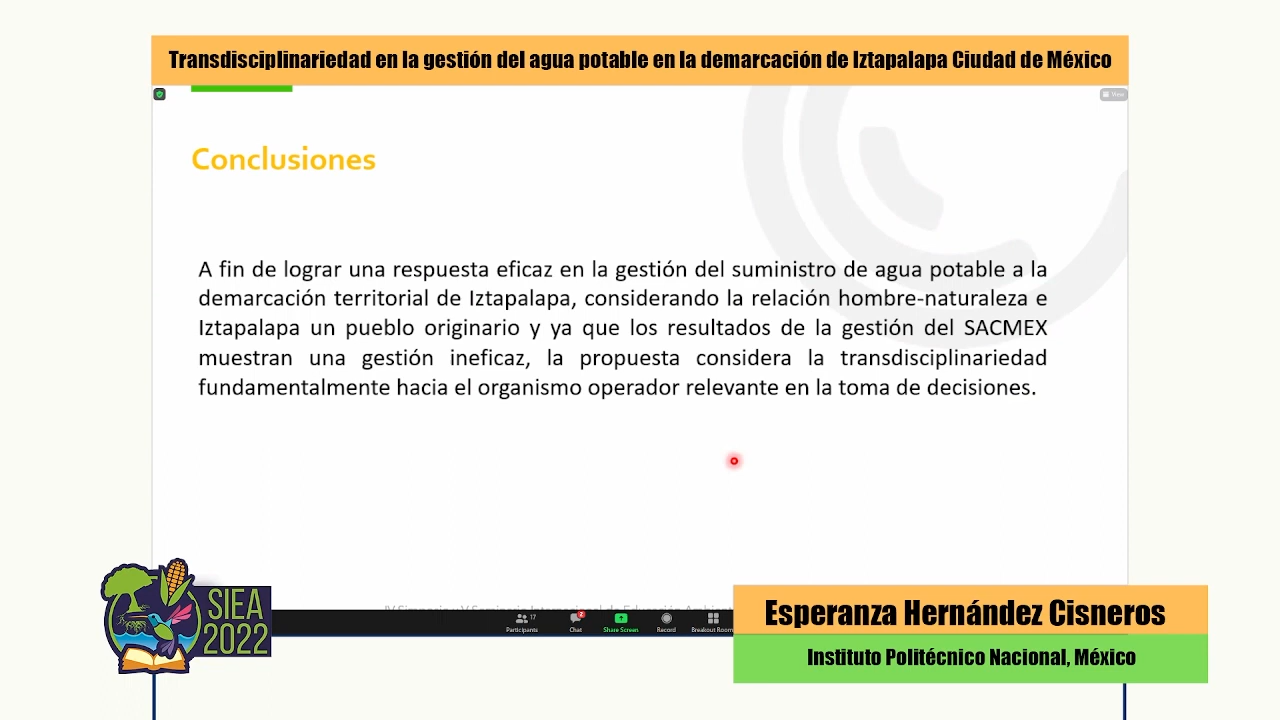 Transdisciplinariedad en la gestión del agua potable en la demarcación de Iztapalapa Ciudad de México
View
Conclusiones
A fin de lograr una respuesta eficaz en la gestión del suministro de agua potable a la
demarcación territorial de Iztapalapa, considerando la relación hombre-naturaleza e
Iztapalapa un pueblo originario y ya que los resultados de la gestión del SACMEX
muestran una gestión ineficaz, la propuesta considera la transdisciplinariedad
fundamentalmente hacia el organismo operador relevante en la toma de decisiones.
SIEA
2022
17
2
Participants
Chat
Share Screen
Record
Breakout Room
Esperanza Hernández Cisneros
Instituto Politécnico Nacional, México